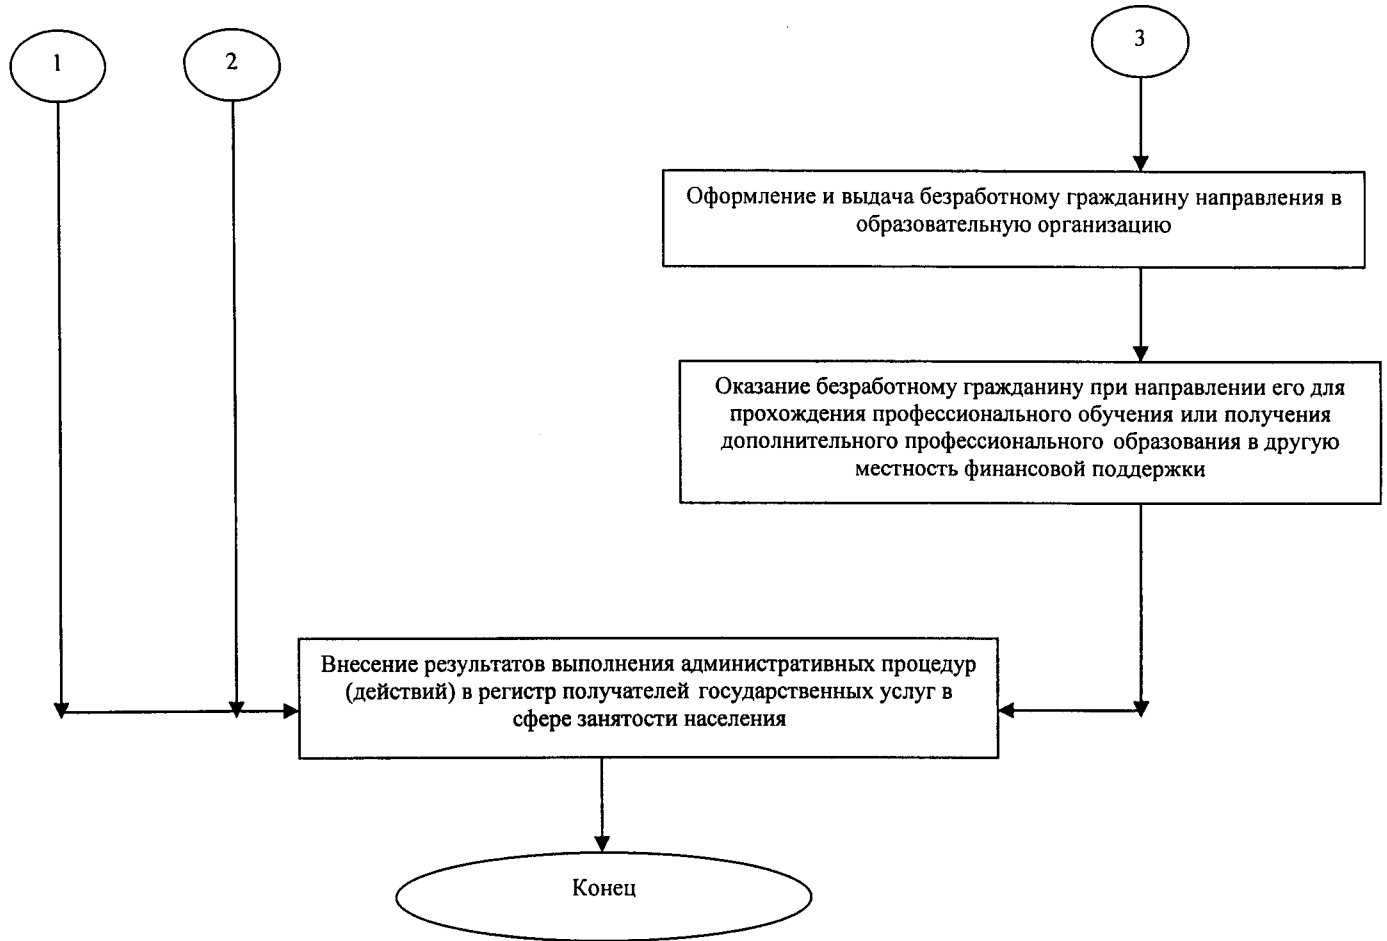 1
2
3
Оформление и выдача безработному гражданину направления в
образовательную организацию
Оказание безработному гражданину при направлении его для
прохождения профессионального обучения или получения
дополнительного профессионального образования в другую
местность финансовой поддержки
Внесение результатов выполнения административных процедур
(действий) в регистр получателей государственных услуг в
сфере занятости населения
Конец